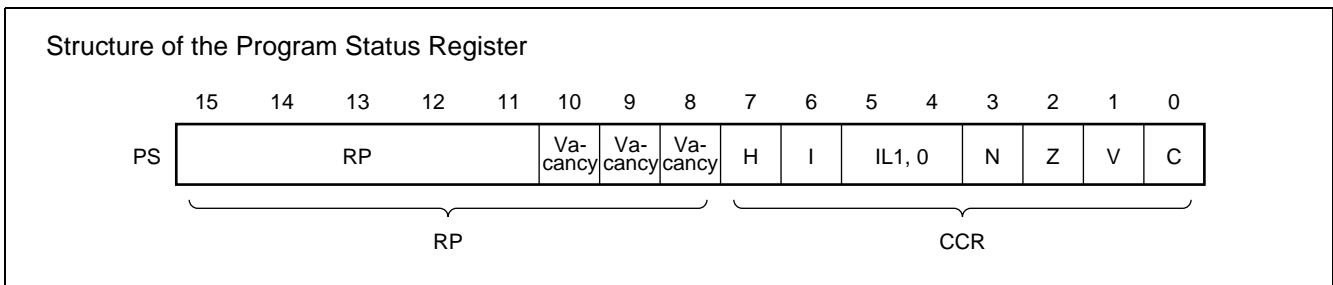 Structure of the Program Status Register
15 14 13 12 11 10 9 8 7 6 5 4 3 2 1 0
PS RP Va-cancy Va-cancy Va-cancy H I IL1, 0 N Z V C
RP CCR